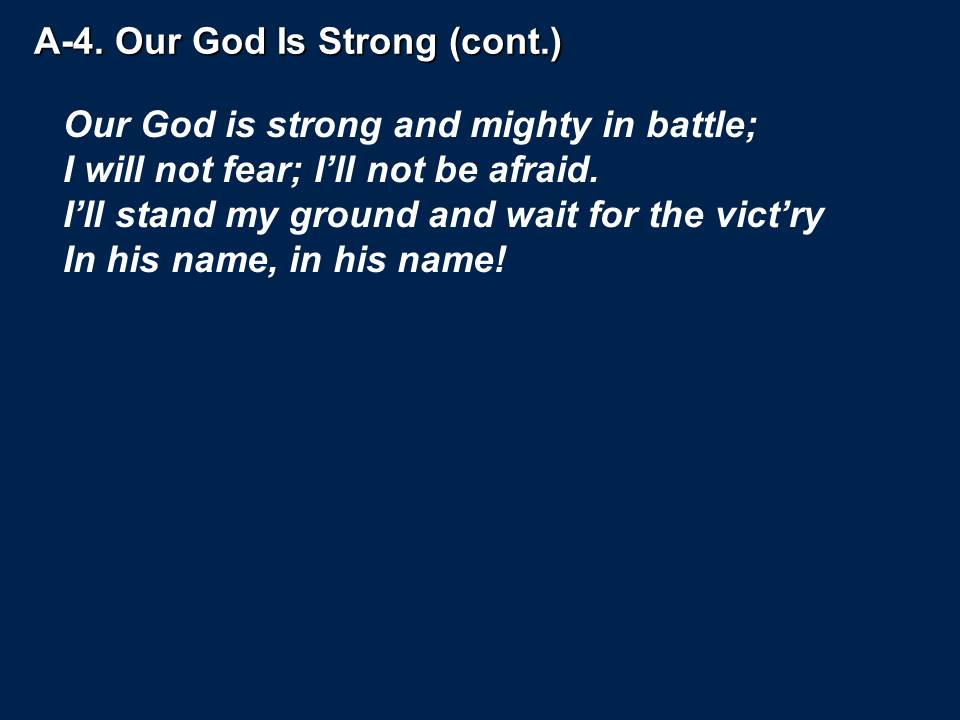 A-4. Our God Is Strong (cont.)
Our God is strong and mighty in battle;
I will not fear; I’ll not be afraid.
I’ll stand my ground and wait for the vict’ry
In his name, in his name!